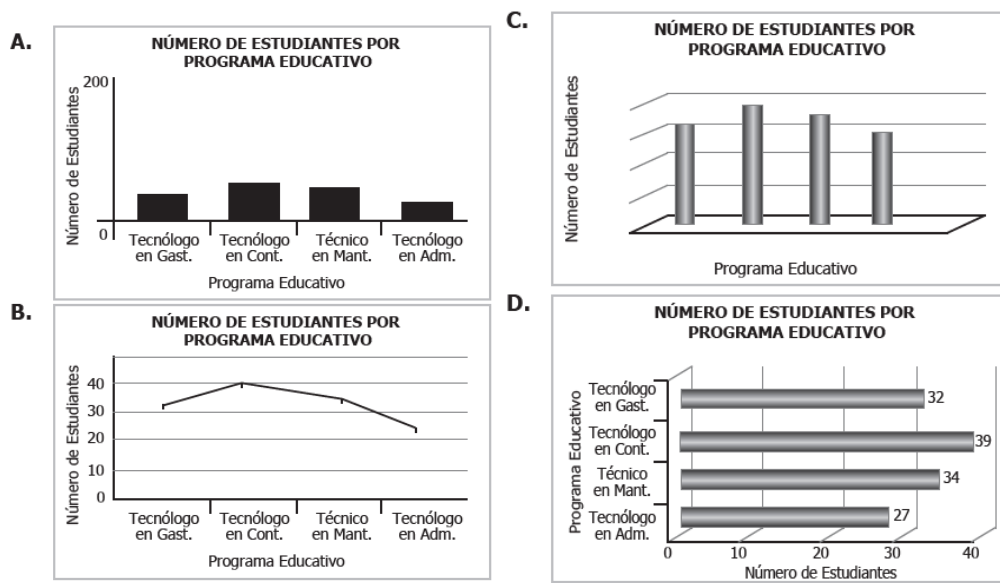 A.
NÚMERO DE ESTUDIANTES POR
PROGRAMA EDUCATIVO
Número de Estudiantes
200
0
Tecnólogo
en Gast.
Tecnólogo
en Cont.
Técnico
en Mant.
Tecnólogo
en Adm.
Programa Educativo
B.
NÚMERO DE ESTUDIANTES POR
PROGRAMA EDUCATIVO
Número de Estudiantes
40
30
20
10
0
Tecnólogo
en Gast.
Tecnólogo
en Cont.
Técnico
en Mant.
Tecnólogo
en Adm.
Programa Educativo
C.
NÚMERO DE ESTUDIANTES POR
PROGRAMA EDUCATIVO
Número de Estudiantes
Programa Educativo
D.
NÚMERO DE ESTUDIANTES POR
PROGRAMA EDUCATIVO
Programa Educativo
Tecnólogo
en Gast.
32
Tecnólogo
en Cont.
39
Técnico
en Mant.
34
Tecnólogo
en Adm.
27
0 10 20 30 40
Número de Estudiantes